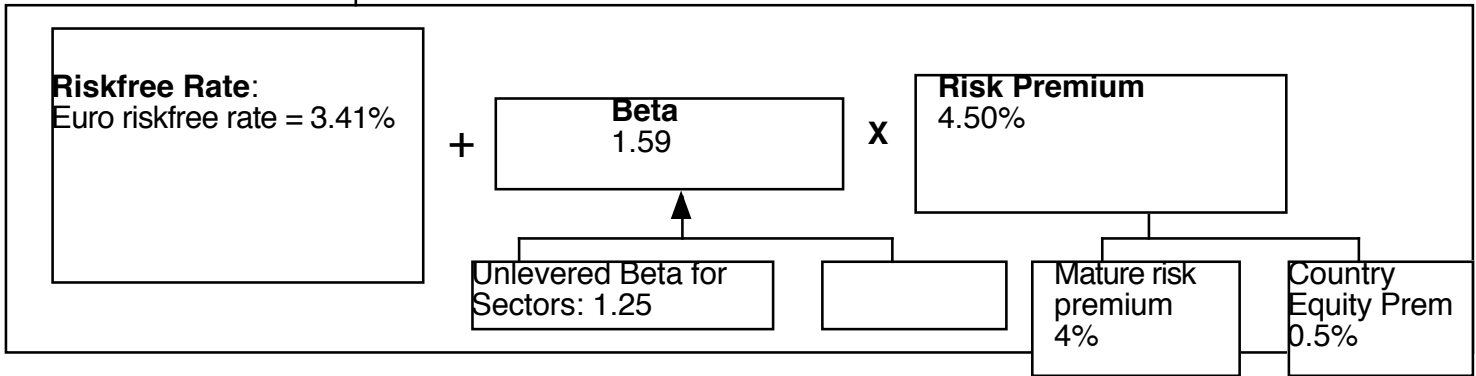 Riskfree Rate:
Euro riskfree rate = 3.41%
+
Beta
1.59
X
Risk Premium
4.50%
Unlevered Beta for
Sectors: 1.25
Mature risk
premium
4%
Country
Equity Prem
0.5%